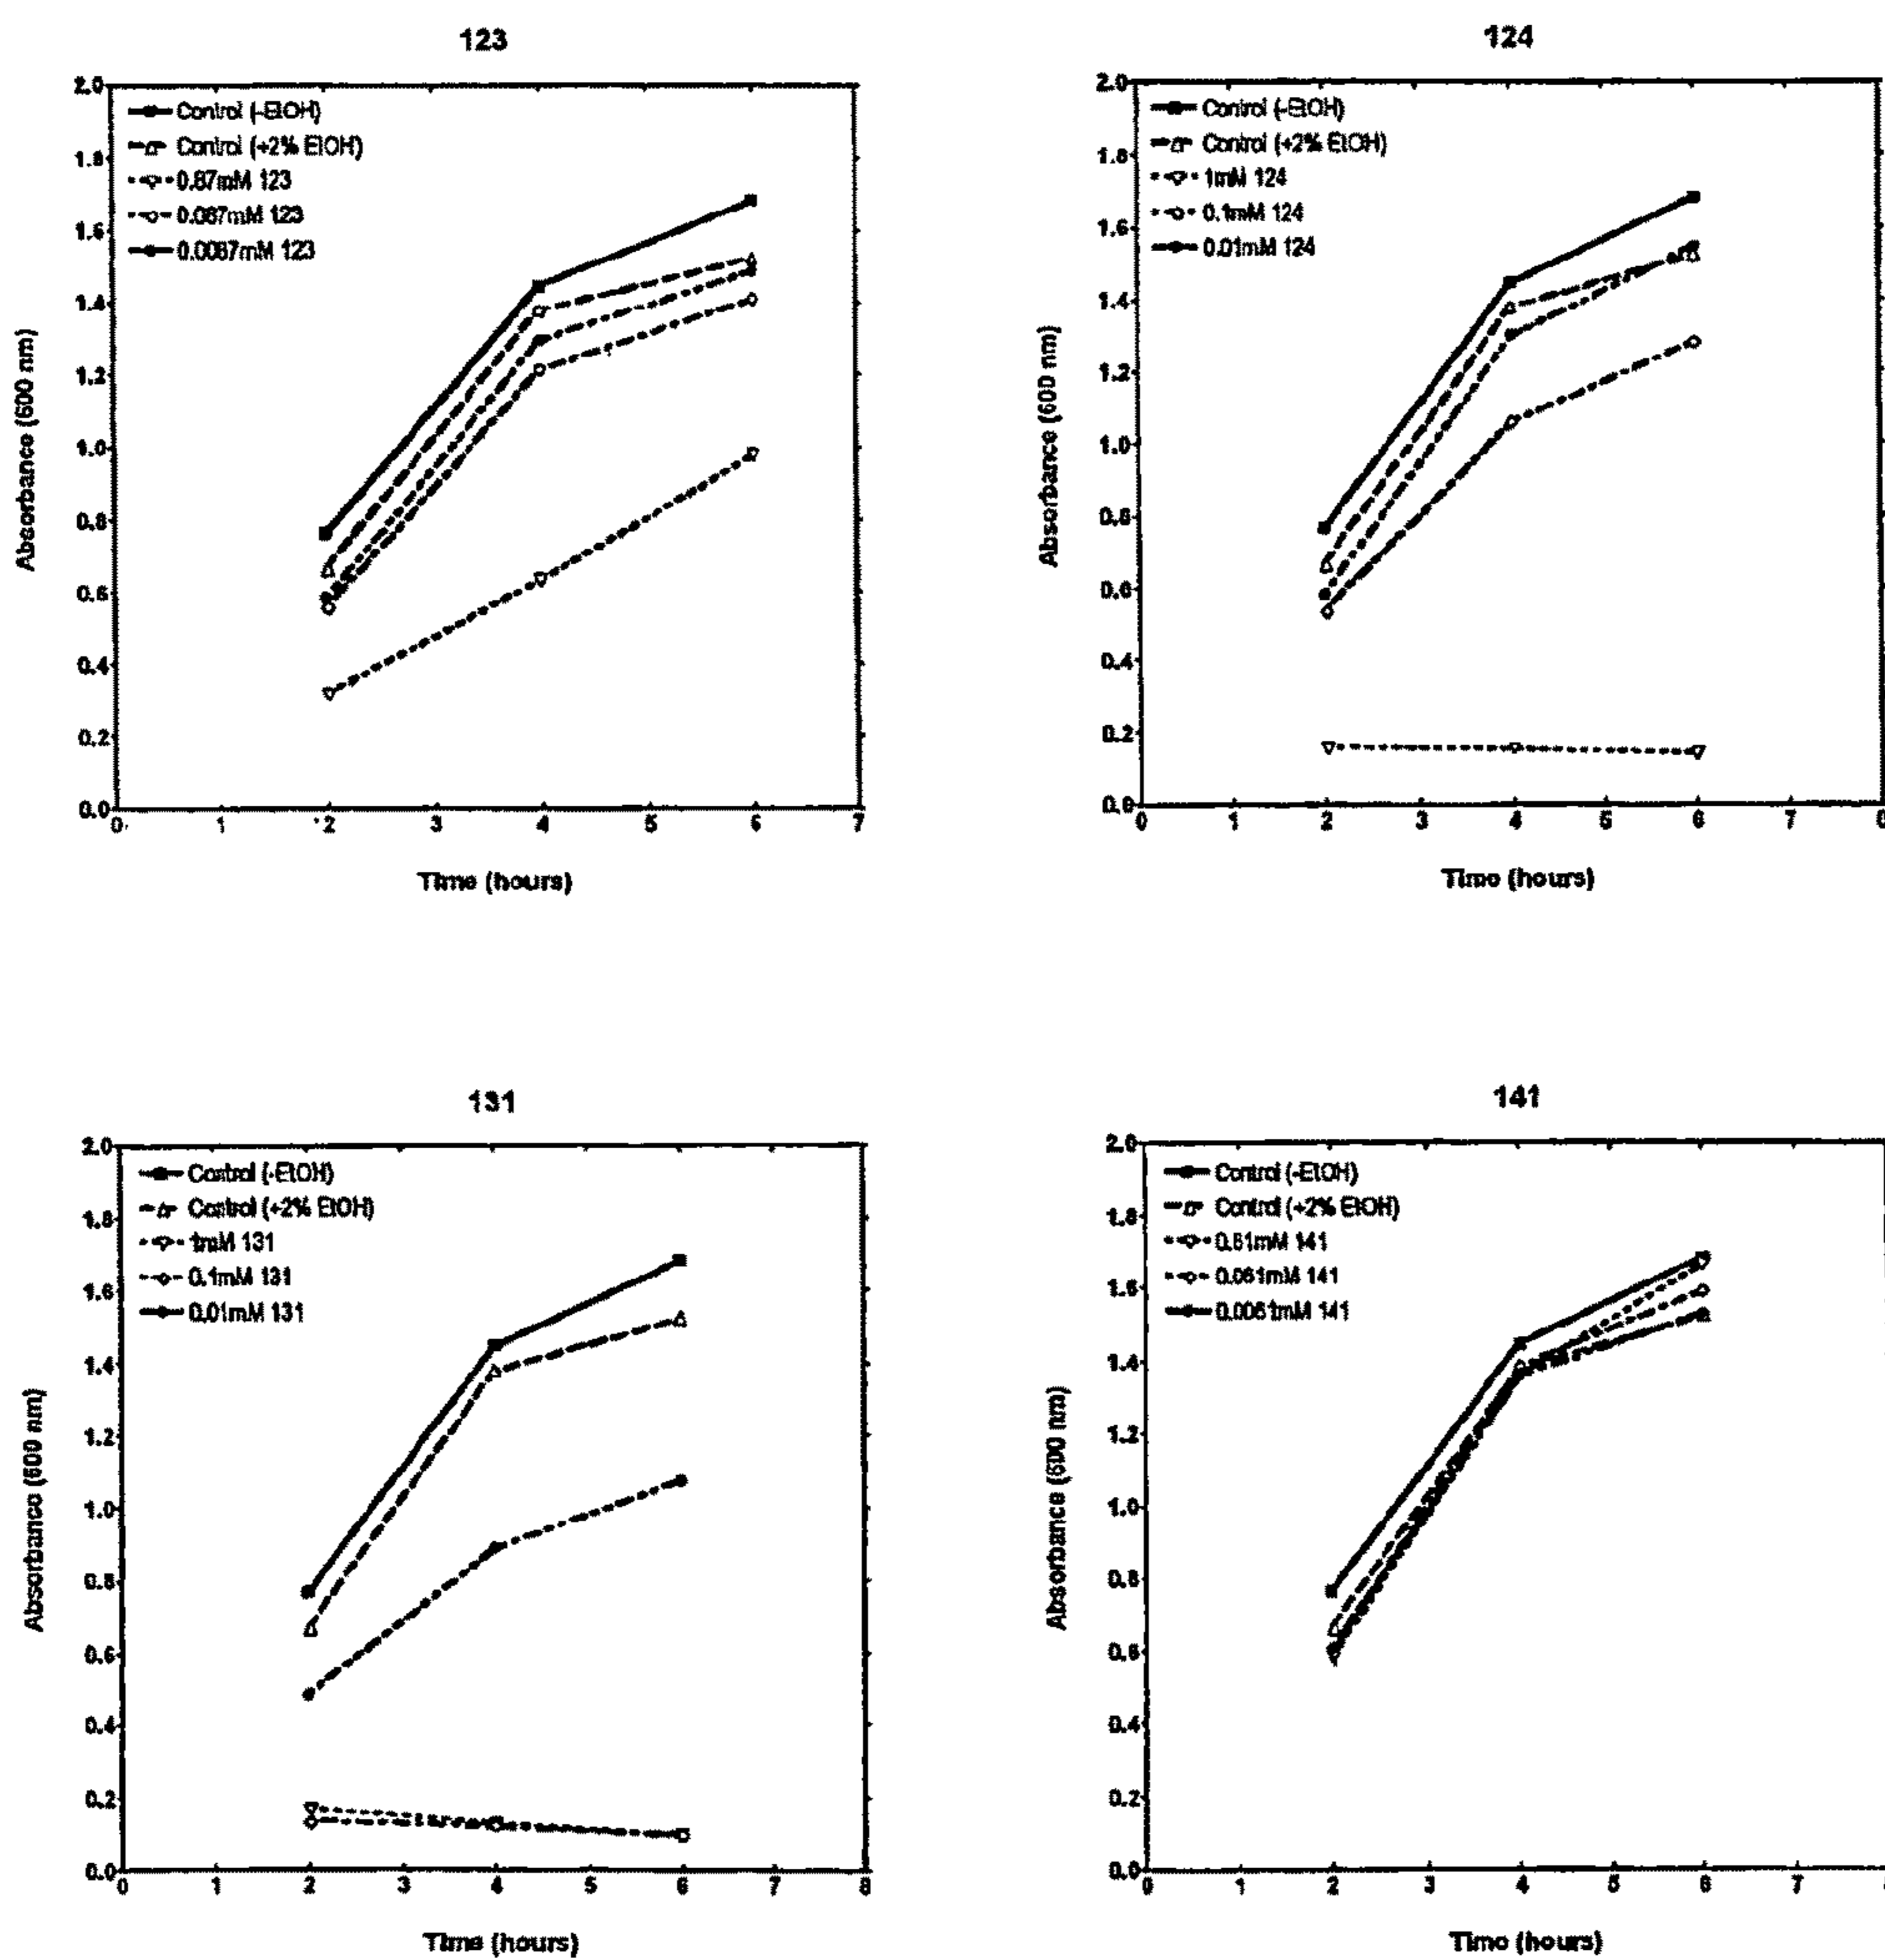 123
2.0
Control (-EtOH)
Control (+2% EtOH)
1.8
0.87mM 123
0.087mM 123
1.6
0.0087mM 123
1.4
1.2
1.0
0.8
0.6
0.4
0.2
0.0
0 1 2 3 4 5 6 7
Absorbance (600 nm)
Time (hours)
124
2.0
Control (-EtOH)
Control (+2% EtOH)
1.8
1mM 124
0.1mM 124
1.6
0.01mM 124
1.4
1.2
1.0
0.8
0.6
0.4
0.2
0.0
0 1 2 3 4 5 6 7
Absorbance (600 nm)
Time (hours)
131
2.0
Control (-EtOH)
Control (+2% EtOH)
1.8
1mM 131
0.1mM 131
0.01mM 131
1.6
1.4
1.2
1.0
0.8
0.6
0.4
0.2
0.0
0 1 2 3 4 5 6 7 8
Absorbance (600 nm)
Time (hours)
141
2.0
Control (-EtOH)
Control (+2% EtOH)
1.8
0.61mM 141
0.061mM 141
0.0061mM 141
1.6
1.4
1.2
1.0
0.8
0.6
0.4
0.2
0.0
0 1 2 3 4 5 6 7
Absorbance (600 nm)
Time (hours)